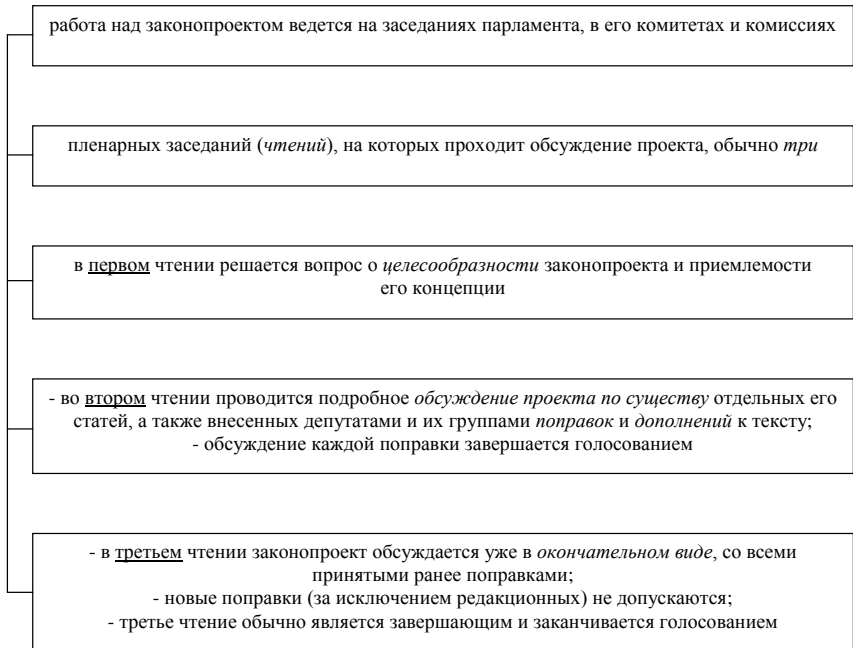 работа над законопроектом ведется на заседаниях парламента, в его комитетах и комиссиях
пленарных заседаний (чтений), на которых проходит обсуждение проекта, обычно три
в первом чтении решается вопрос о целесообразности законопроекта и приемлемости
его концепции
- во втором чтении проводится подробное обсуждение проекта по существу отдельных его
статей, а также внесенных депутатами и их группами поправок и дополнений к тексту;
- обсуждение каждой поправки завершается голосованием
- в третьем чтении законопроект обсуждается уже в окончательном виде, со всеми
принятыми ранее поправками;
- новые поправки (за исключением редакционных) не допускаются;
- третье чтение обычно является завершающим и заканчивается голосованием